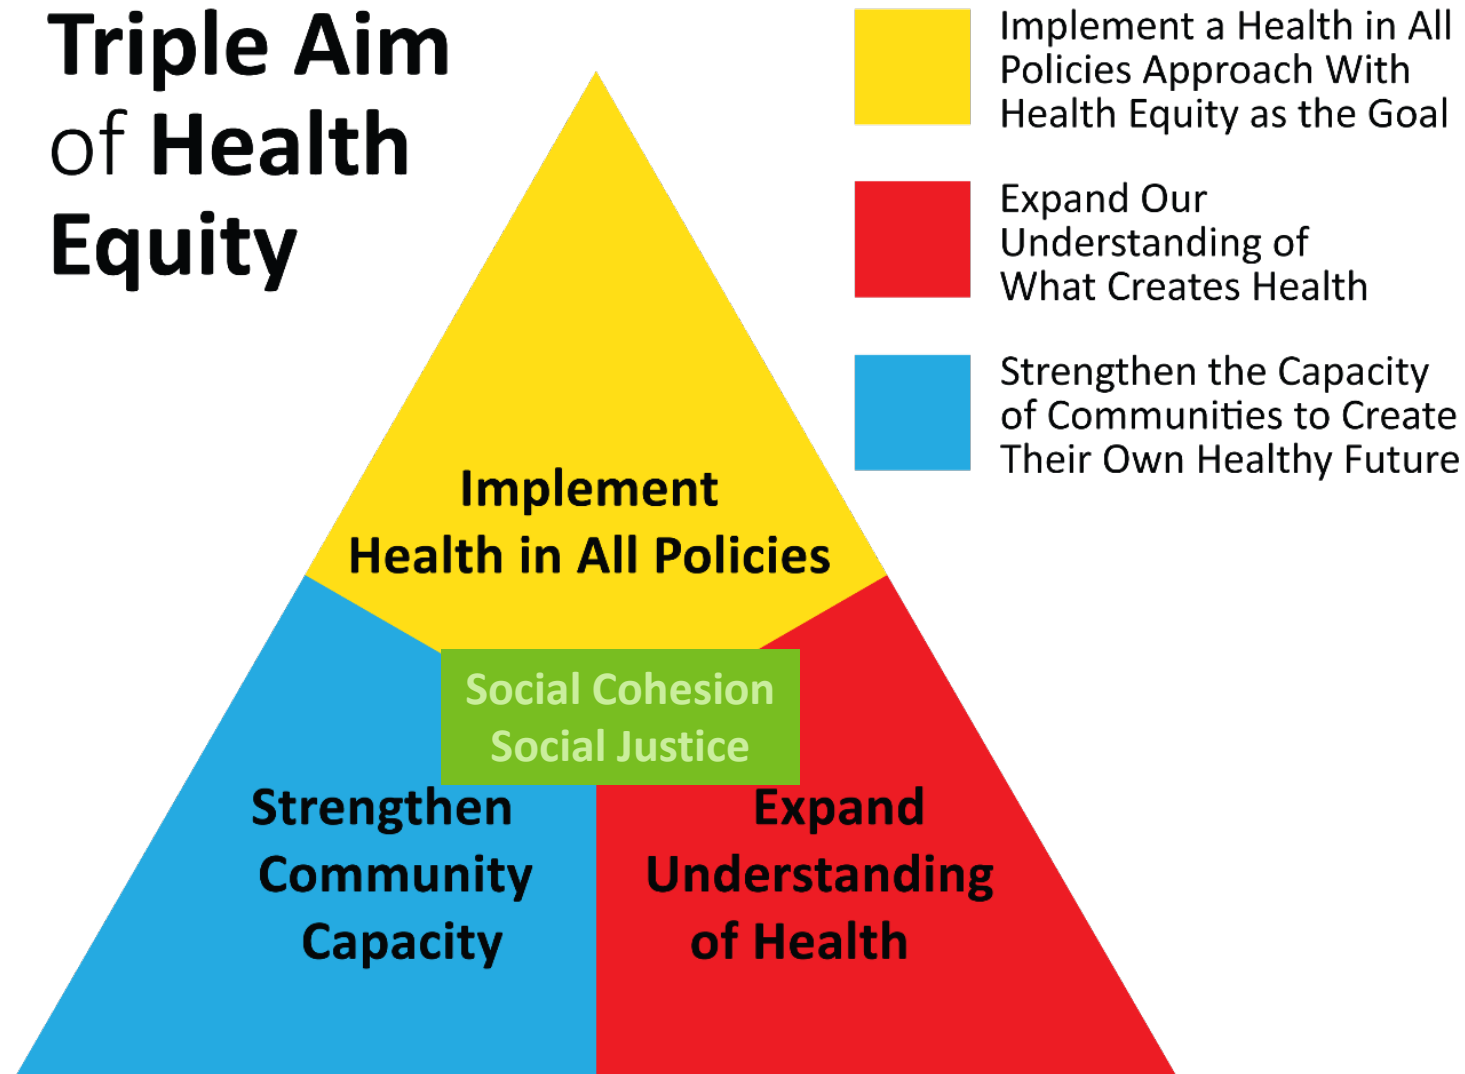 Triple Aim
of Health
Equity
Implement a Health in All
Policies Approach With
Health Equity as the Goal
Expand Our
Understanding of
What Creates Health
Strengthen the Capacity
of Communities to Create
Their Own Healthy Future
Implement
Health in All Policies
Social Cohesion
Social Justice
Strengthen
Community
Capacity
Expand
Understanding
of Health